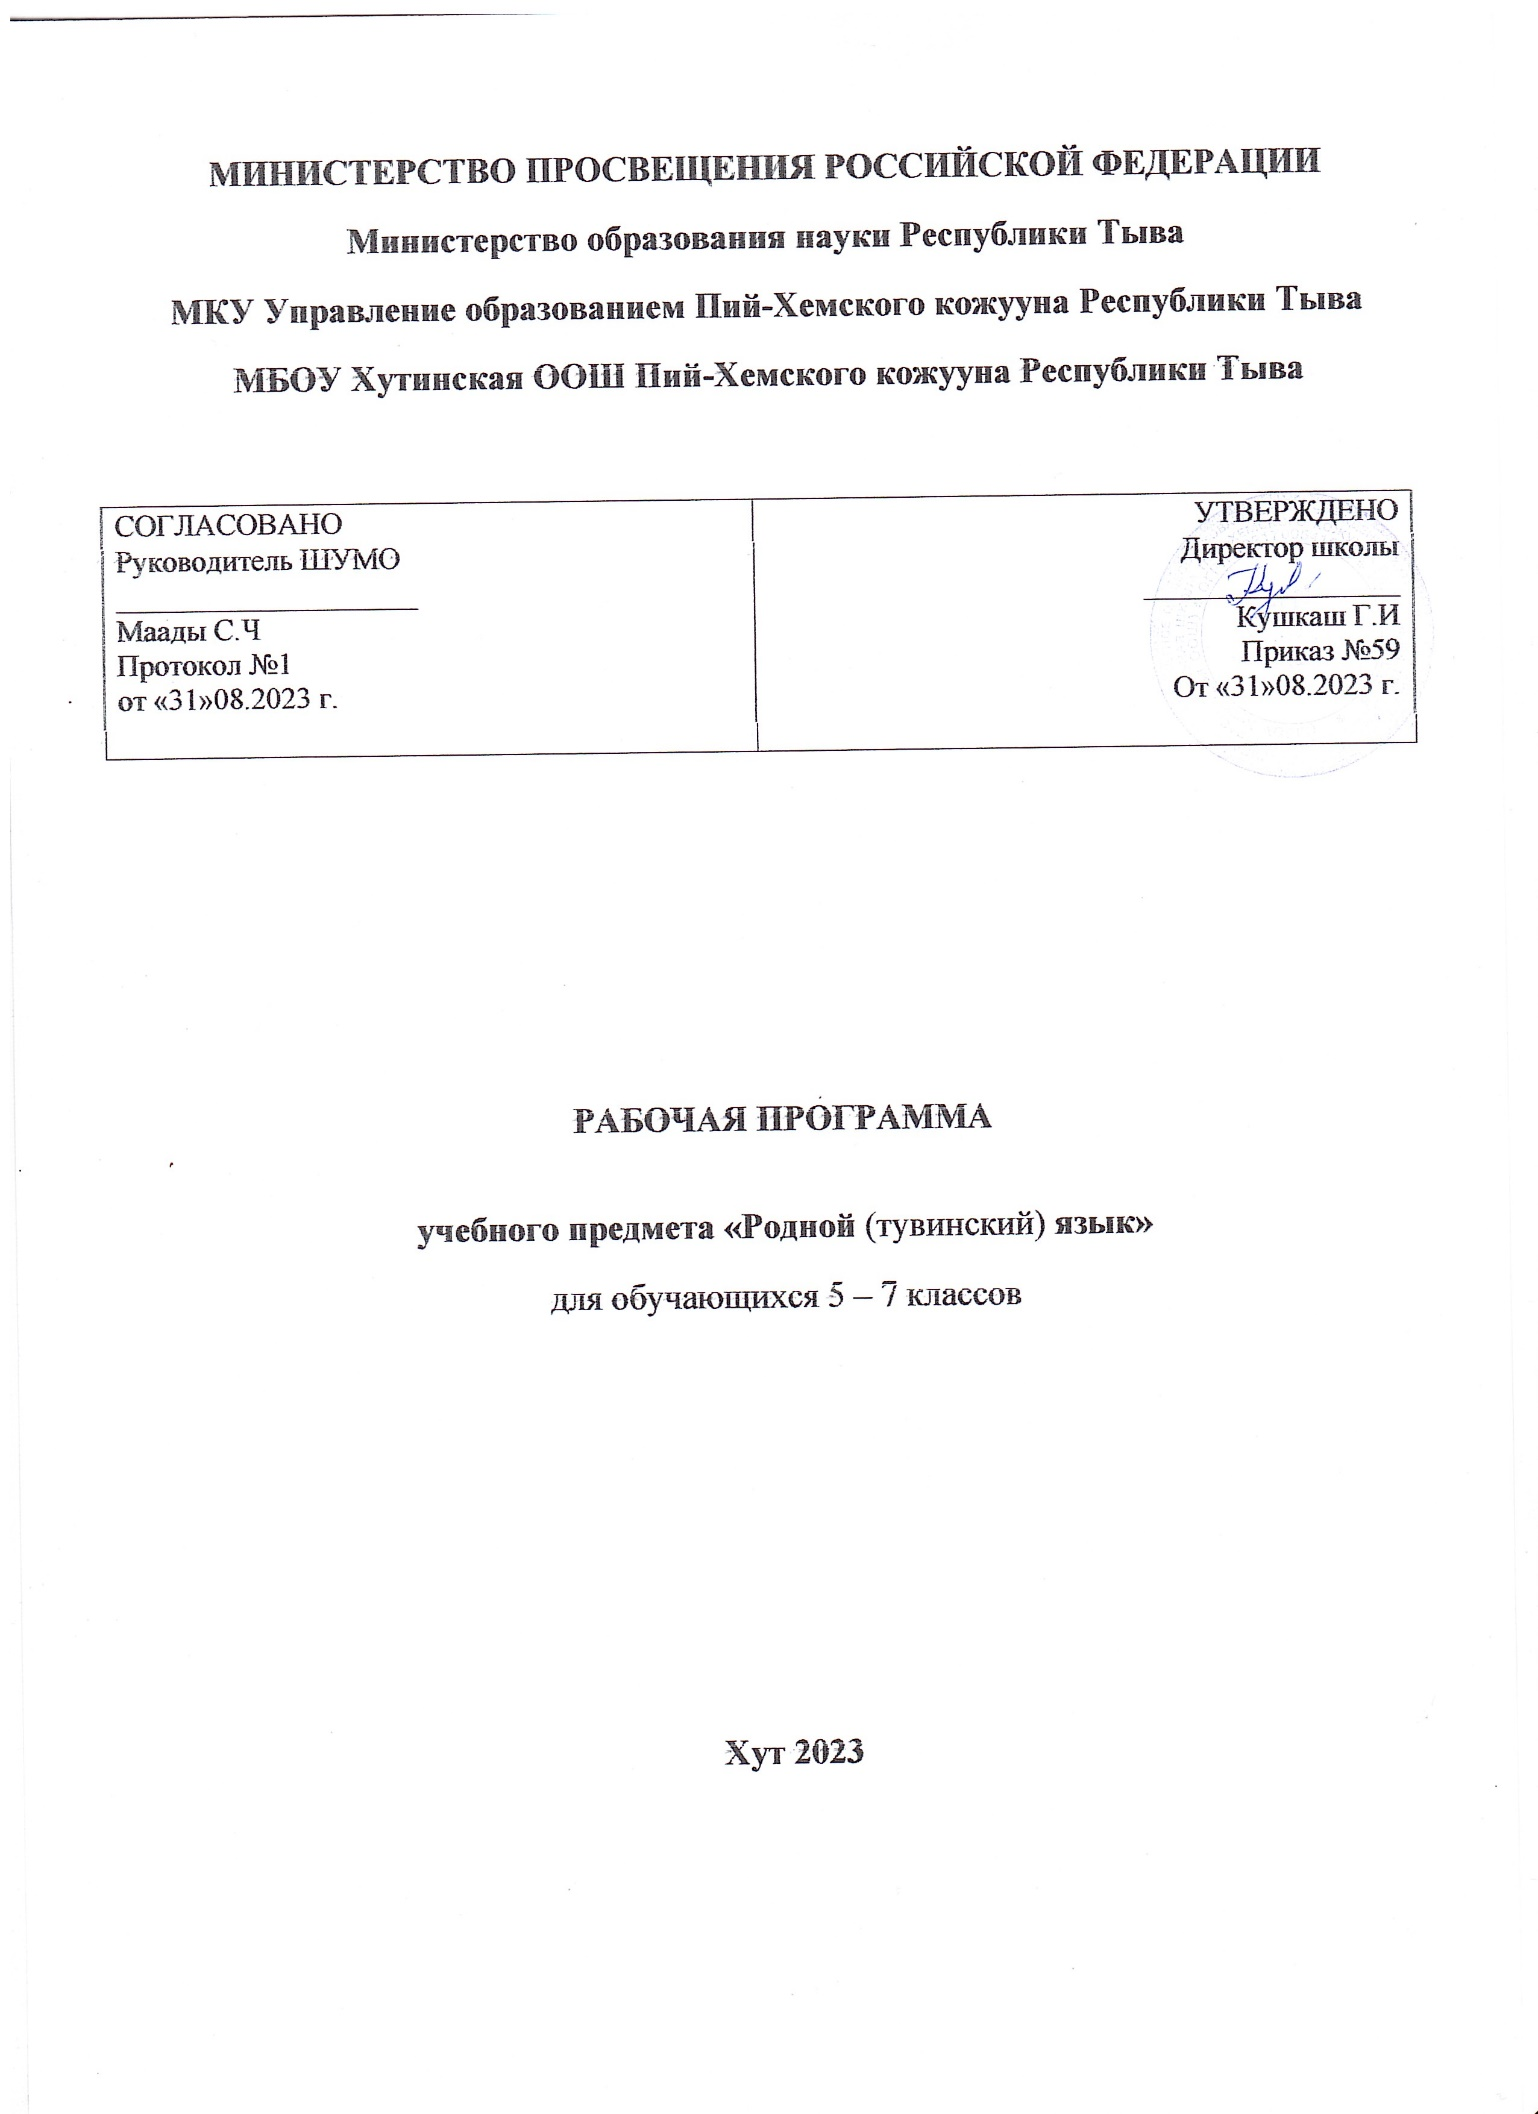 МИНИСТЕРСТВО ПРОСВЕЩЕНИЯ РОССИЙСКОЙ ФЕДЕРАЦИИ
Министерство образования науки Республики Тыва
МКУ Управление образованием Пий-Хемского кожууна Республики Тыва
МБОУ Хутинская ООШ Пий-Хемского кожууна Республики Тыва
СОГЛАСОВАНО
Руководитель ШУМО
Маады С.Ч
Протокол №1
от «31»08.2023 г.
УТВЕРЖДЕНО
Директор школы
Кушкаш Г.И
Приказ №59
От «31»08.2023 г.
РАБОЧАЯ ПРОГРАММА
учебного предмета «Родной (тувинский) язык»
для обучающихся 5 – 7 классов
Хут 2023